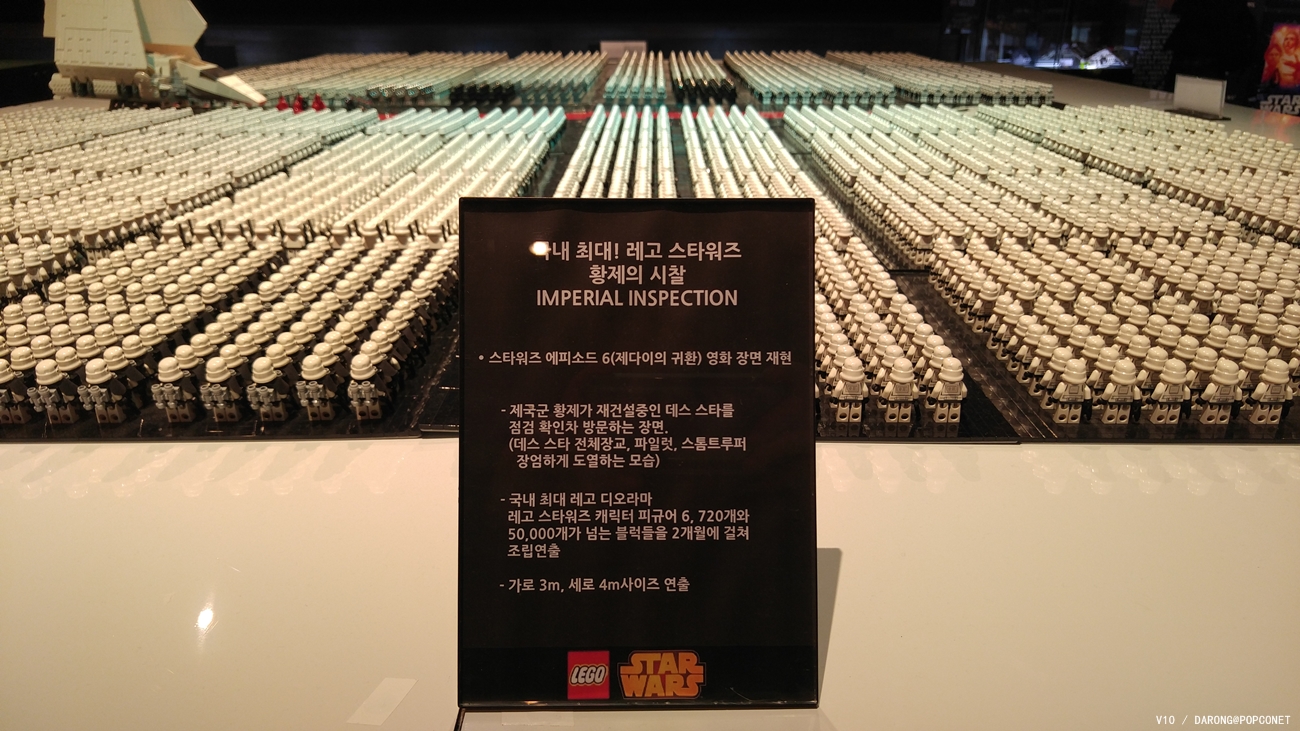 국내 최대! 레고 스타워즈
황제의 시찰
IMPERIAL INSPECTION
• 스타워즈 에피소드 6(제다이의 귀환) 영화 장면 재현
- 제국군 황제가 재건설중인 데스 스타를
점검 확인차 방문하는 장면.
(데스 스타 전체장교, 파일럿, 스톰트루퍼
장엄하게 도열하는 모습)
- 국내 최대 레고 디오라마
레고 스타워즈 캐릭터 피규어 6, 720개와
50,000개가 넘는 블럭들을 2개월에 걸쳐
조립연출
- 가로 3m, 세로 4m사이즈 연출
LEGO
STAR WARS
STAR WARS
V10 / DARONG@POPCONET